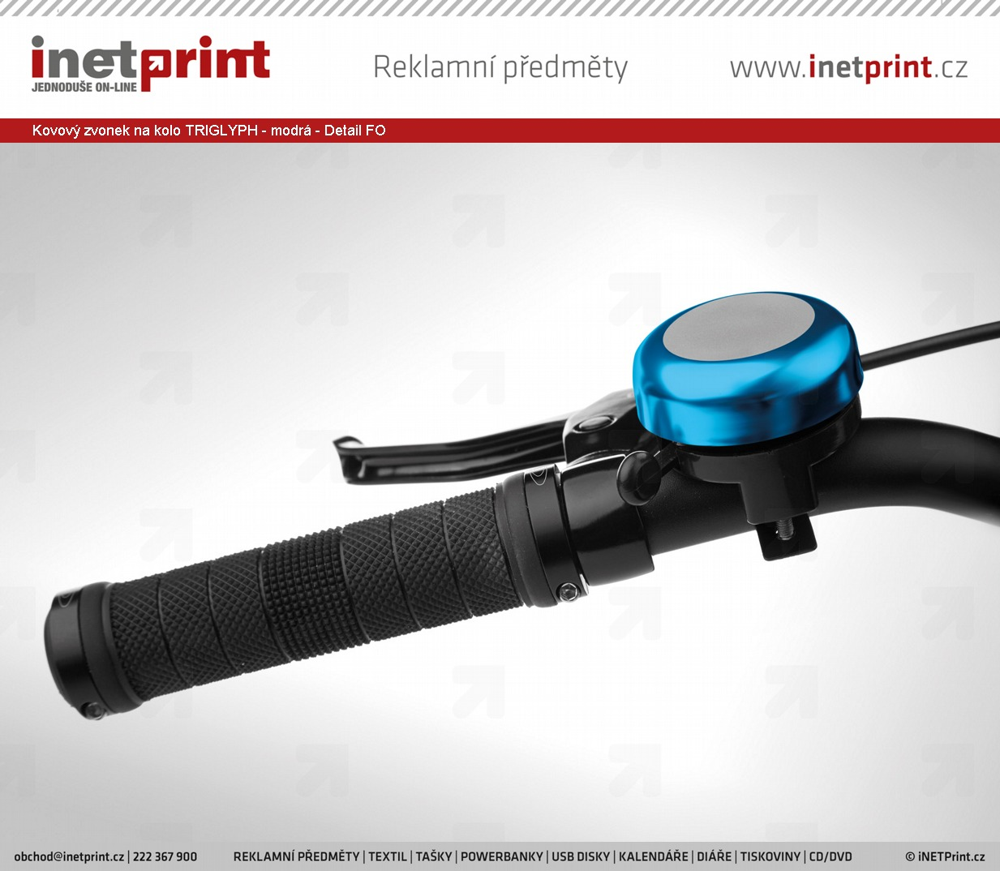 inetprint
JEDNODUŠE ON-LINE
Reklamní předměty
www.inetprint.cz
Kovový zvonek na kolo TRIGLYPH - modrá - Detail FO
obchod@inetprint.cz | 222 367 900
REKLAMNÍ PŘEDMĚTY | TEXTIL | TAŠKY | POWERBANKY | USB DISKY | KALENDÁŘE | DIÁŘE | TISKOVINY | CD/DVD
© iNETPrint.cz